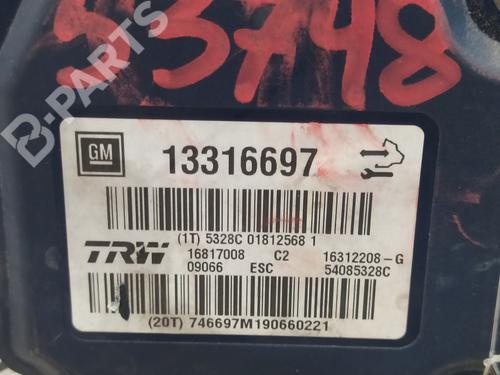 53748
B-PARTS
GM 13316697
(1T) 5328C 01812568 1
TRW 16817008 C2 16312208-G
09066 ESC 54085328C
(20T) 746697M190660221